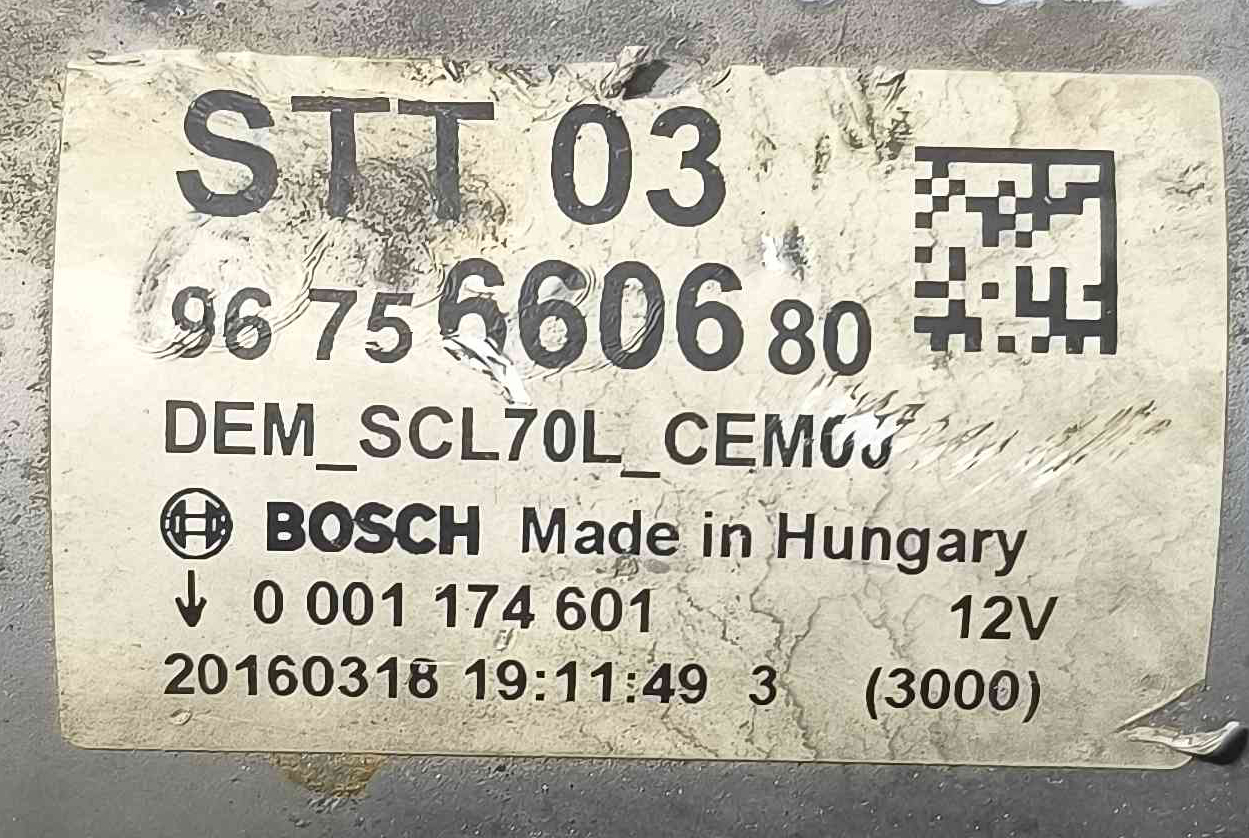 STT 03
96 75 6606 80
DEM_SCL70L_CEM00
BOSCH Made in Hungary
↓ 0 001 174 601 12V
20160318 19:11:49 3 (3000)